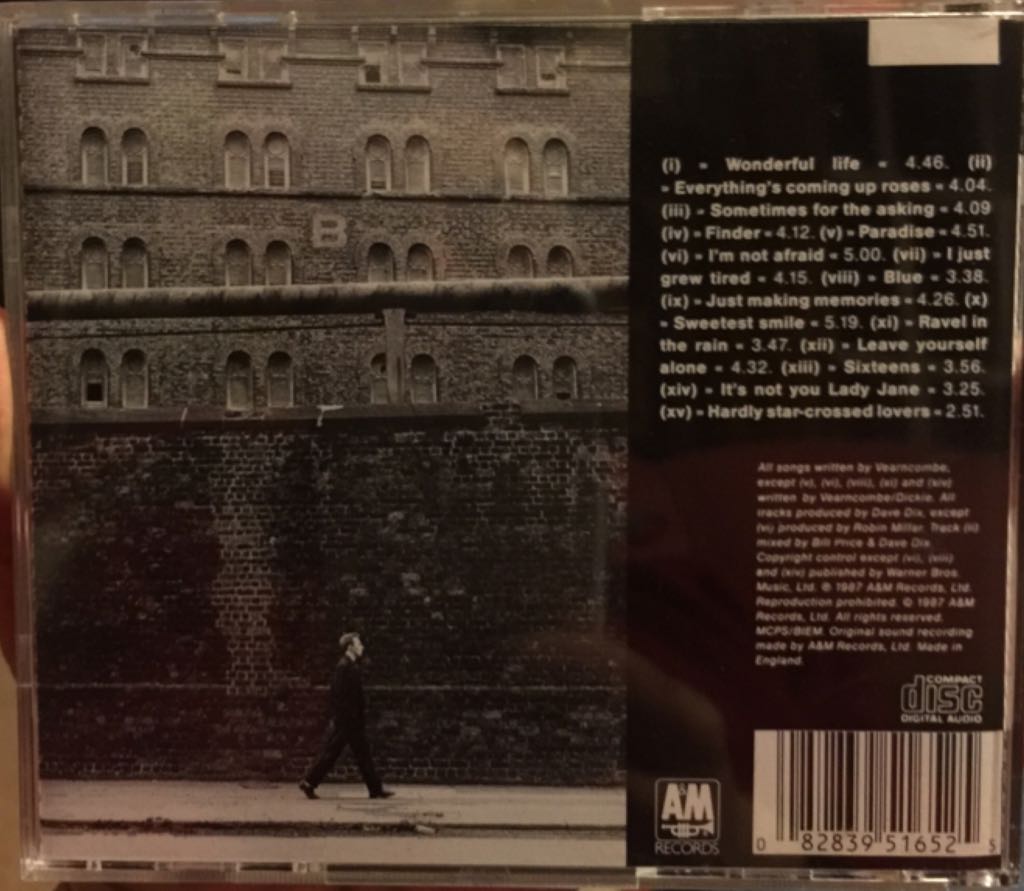 B
(i) - Wonderful life - 4.46. (ii)
- Everything's coming up roses - 4.04.
(iii) - Sometimes for the asking - 4.09
(iv) - Finder - 4.12. (v) - Paradise - 4.51.
(vi) - I'm not afraid - 5.00. (vii) - I just
grew tired - 4.15. (viii) - Blue - 3.38.
(ix) - Just making memories - 4.26. (x)
- Sweetest smile - 5.19. (xi) - Ravel in
the rain - 3.47. (xii) - Leave yourself
alone - 4.32. (xiii) - Sixteens - 3.56.
(xiv) - It's not you Lady Jane - 3.25.
(xv) - Hardly star-crossed lovers - 2.51.
All songs written by Vearncombe,
except (v), (vi), (viii), (xi) and (xiv)
written by Vearncombe/Dickie. All
tracks produced by Dave Dix, except
(vi) produced by Robin Millar. Track (ii)
mixed by Bill Price & Dave Dix.
Copyright control except (vii), (viii)
and (xiv) published by Warner Bros.
Music, Ltd. ℗ 1987 A&M Records, Ltd.
Reproduction prohibited. © 1987 A&M
Records, Ltd. All rights reserved.
MCPS/BIEM. Original sound recording
made by A&M Records, Ltd. Made in
England.
COMPACT
disc
DIGITAL AUDIO
A&M
RECORDS
0 82839 51652 5